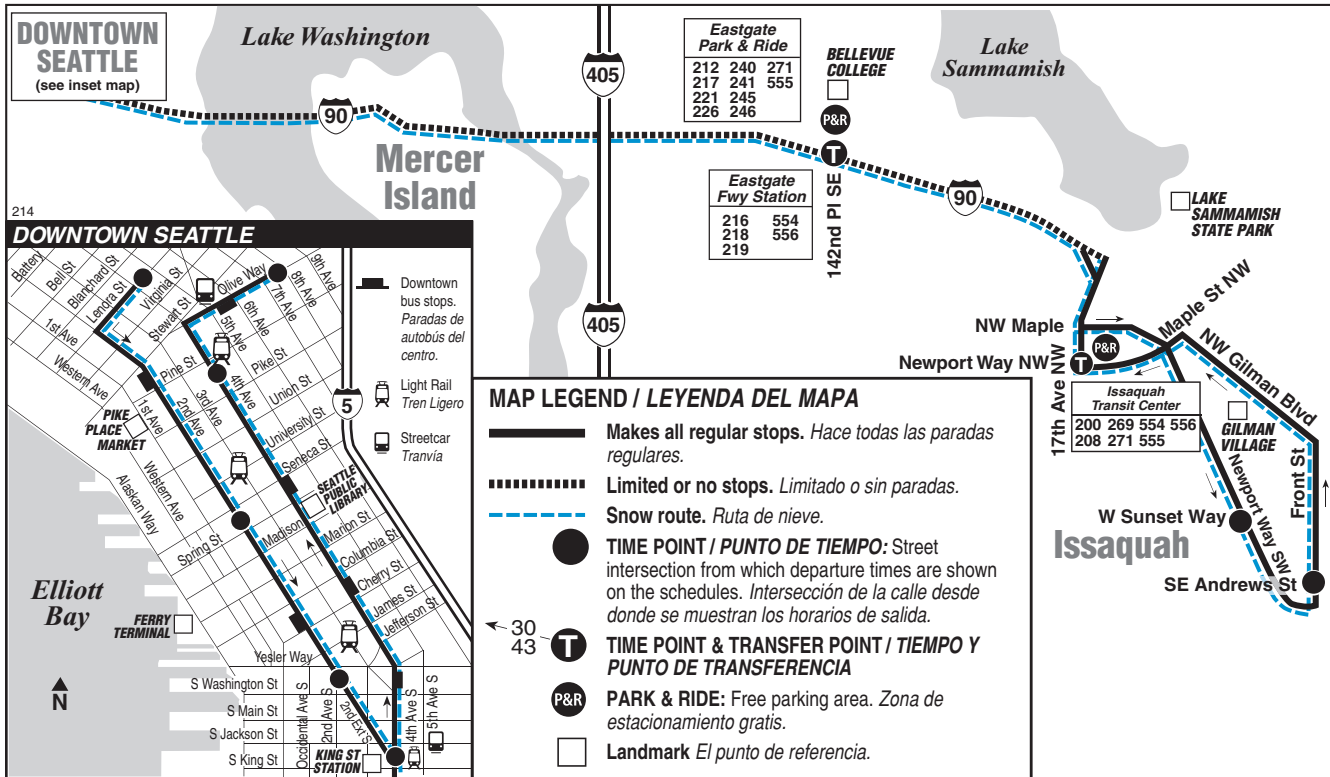 DOWNTOWN
SEATTLE
(see inset map)
Lake Washington
405
Eastgate
Park & Ride
212 240 271
217 241 555
221 245
226 246
BELLEVUE
COLLEGE
Lake
Sammamish
90
P&R
T
Mercer
Island
Eastgate
Fwy Station
216 554
218 556
219
142nd Pl SE
90
LAKE
SAMMAMISH
STATE PARK
405
NW Maple
Newport Way NW
17th Ave NW
T
P&R
Maple St NW
NW Gilman Blvd
Issaquah
Transit Center
200 269 554 556
208 271 555
GILMAN
VILLAGE
Newport Way SW
Front St
W Sunset Way
Issaquah
SE Andrews St
214
DOWNTOWN SEATTLE
Battery
Bell St
Blanchard St
Lenora St
Virginia St
Stewart St
Olive Way
9th Ave
8th Ave
7th Ave
6th Ave
5th Ave
4th Ave
1st Ave
Western Ave
Pine St
3rd Ave
2nd Ave
1st Ave
Pike St
Union St
University St
Seneca St
PIKE
PLACE
MARKET
Western Ave
Alaskan Way
SEATTLE
PUBLIC
LIBRARY
Spring St
Madison
Marion St
Columbia St
Cherry St
James St
Jefferson St
Elliott
Bay
FERRY
TERMINAL
Yesler Way
S Washington St
S Main St
S Jackson St
S King St
Occidental Ave S
2nd Ave S
2nd Ext S
4th Ave S
5th Ave S
KING ST
STATION
N
5
Downtown
bus stops.
Paradas de
autobús del
centro.
Light Rail
Tren Ligero
Streetcar
Tranvía
MAP LEGEND / LEYENDA DEL MAPA
Makes all regular stops. Hace todas las paradas
regulares.
Limited or no stops. Limitado o sin paradas.
Snow route. Ruta de nieve.
TIME POINT / PUNTO DE TIEMPO: Street
intersection from which departure times are shown
on the schedules. Intersección de la calle desde
donde se muestran los horarios de salida.
30
43
T
TIME POINT & TRANSFER POINT / TIEMPO Y
PUNTO DE TRANSFERENCIA
P&R
PARK & RIDE: Free parking area. Zona de
estacionamiento gratis.
Landmark El punto de referencia.